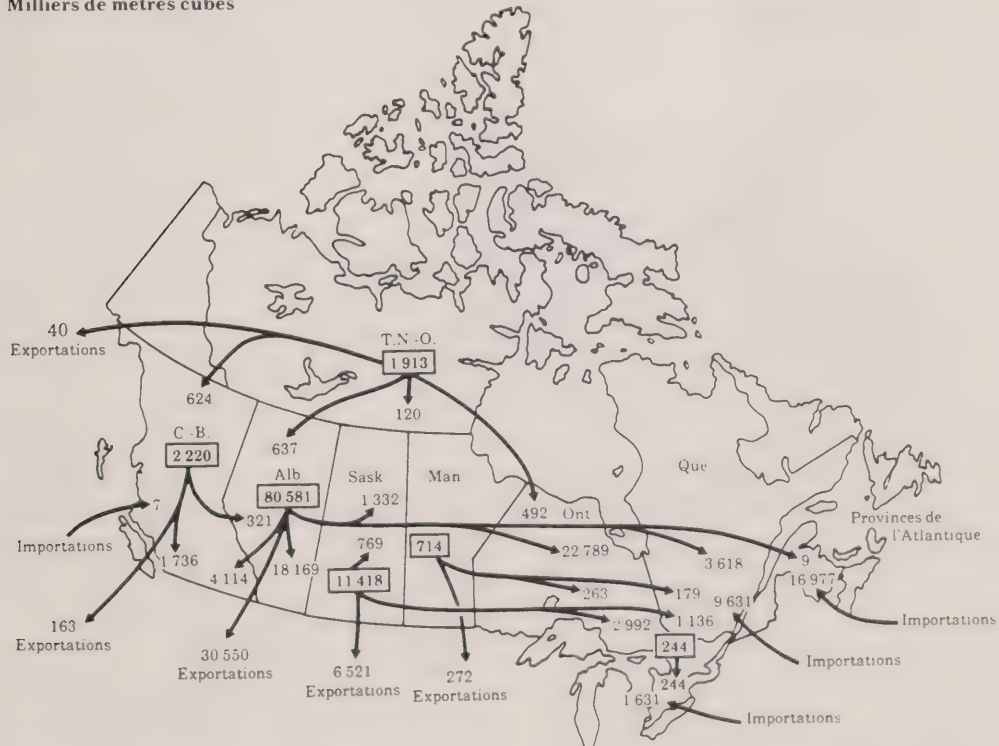 Milliers de mètres cubes
40
Exportations
T.N.-O.
1 913
624
120
637
C.-B.
2 220
Alb
80 581
Sask
1 332
Man
Que
7
Importations
321
492 Ont
Provinces de
l'Atlantique
1 736
4 114
18 169
769
714
22 789
3 618
9
16 977
11 418
263
179
9 631
Importations
2 992
1 136
163
Exportations
30 550
Exportations
6 521
Exportations
272
Exportations
244
244
Importations
1 631
Importations